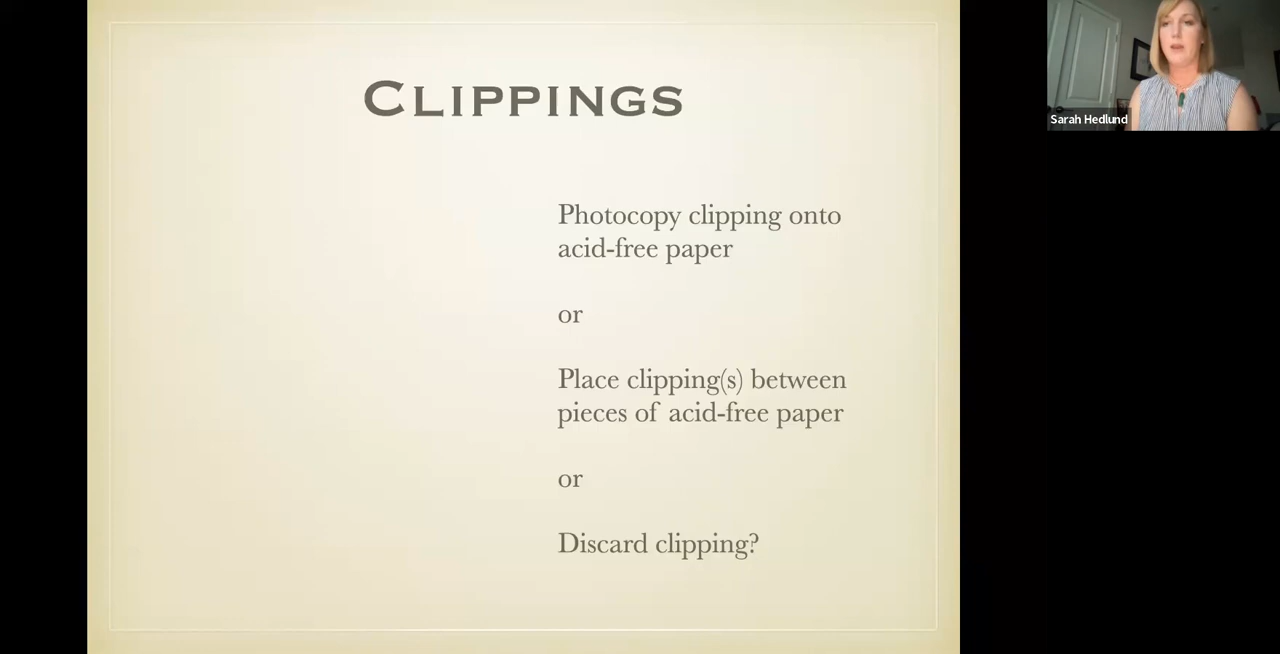 CLIPPINGS
Photocopy clipping onto
acid-free paper
or
Place clipping(s) between
pieces of acid-free paper
or
Discard clipping?
Sarah Hedlund